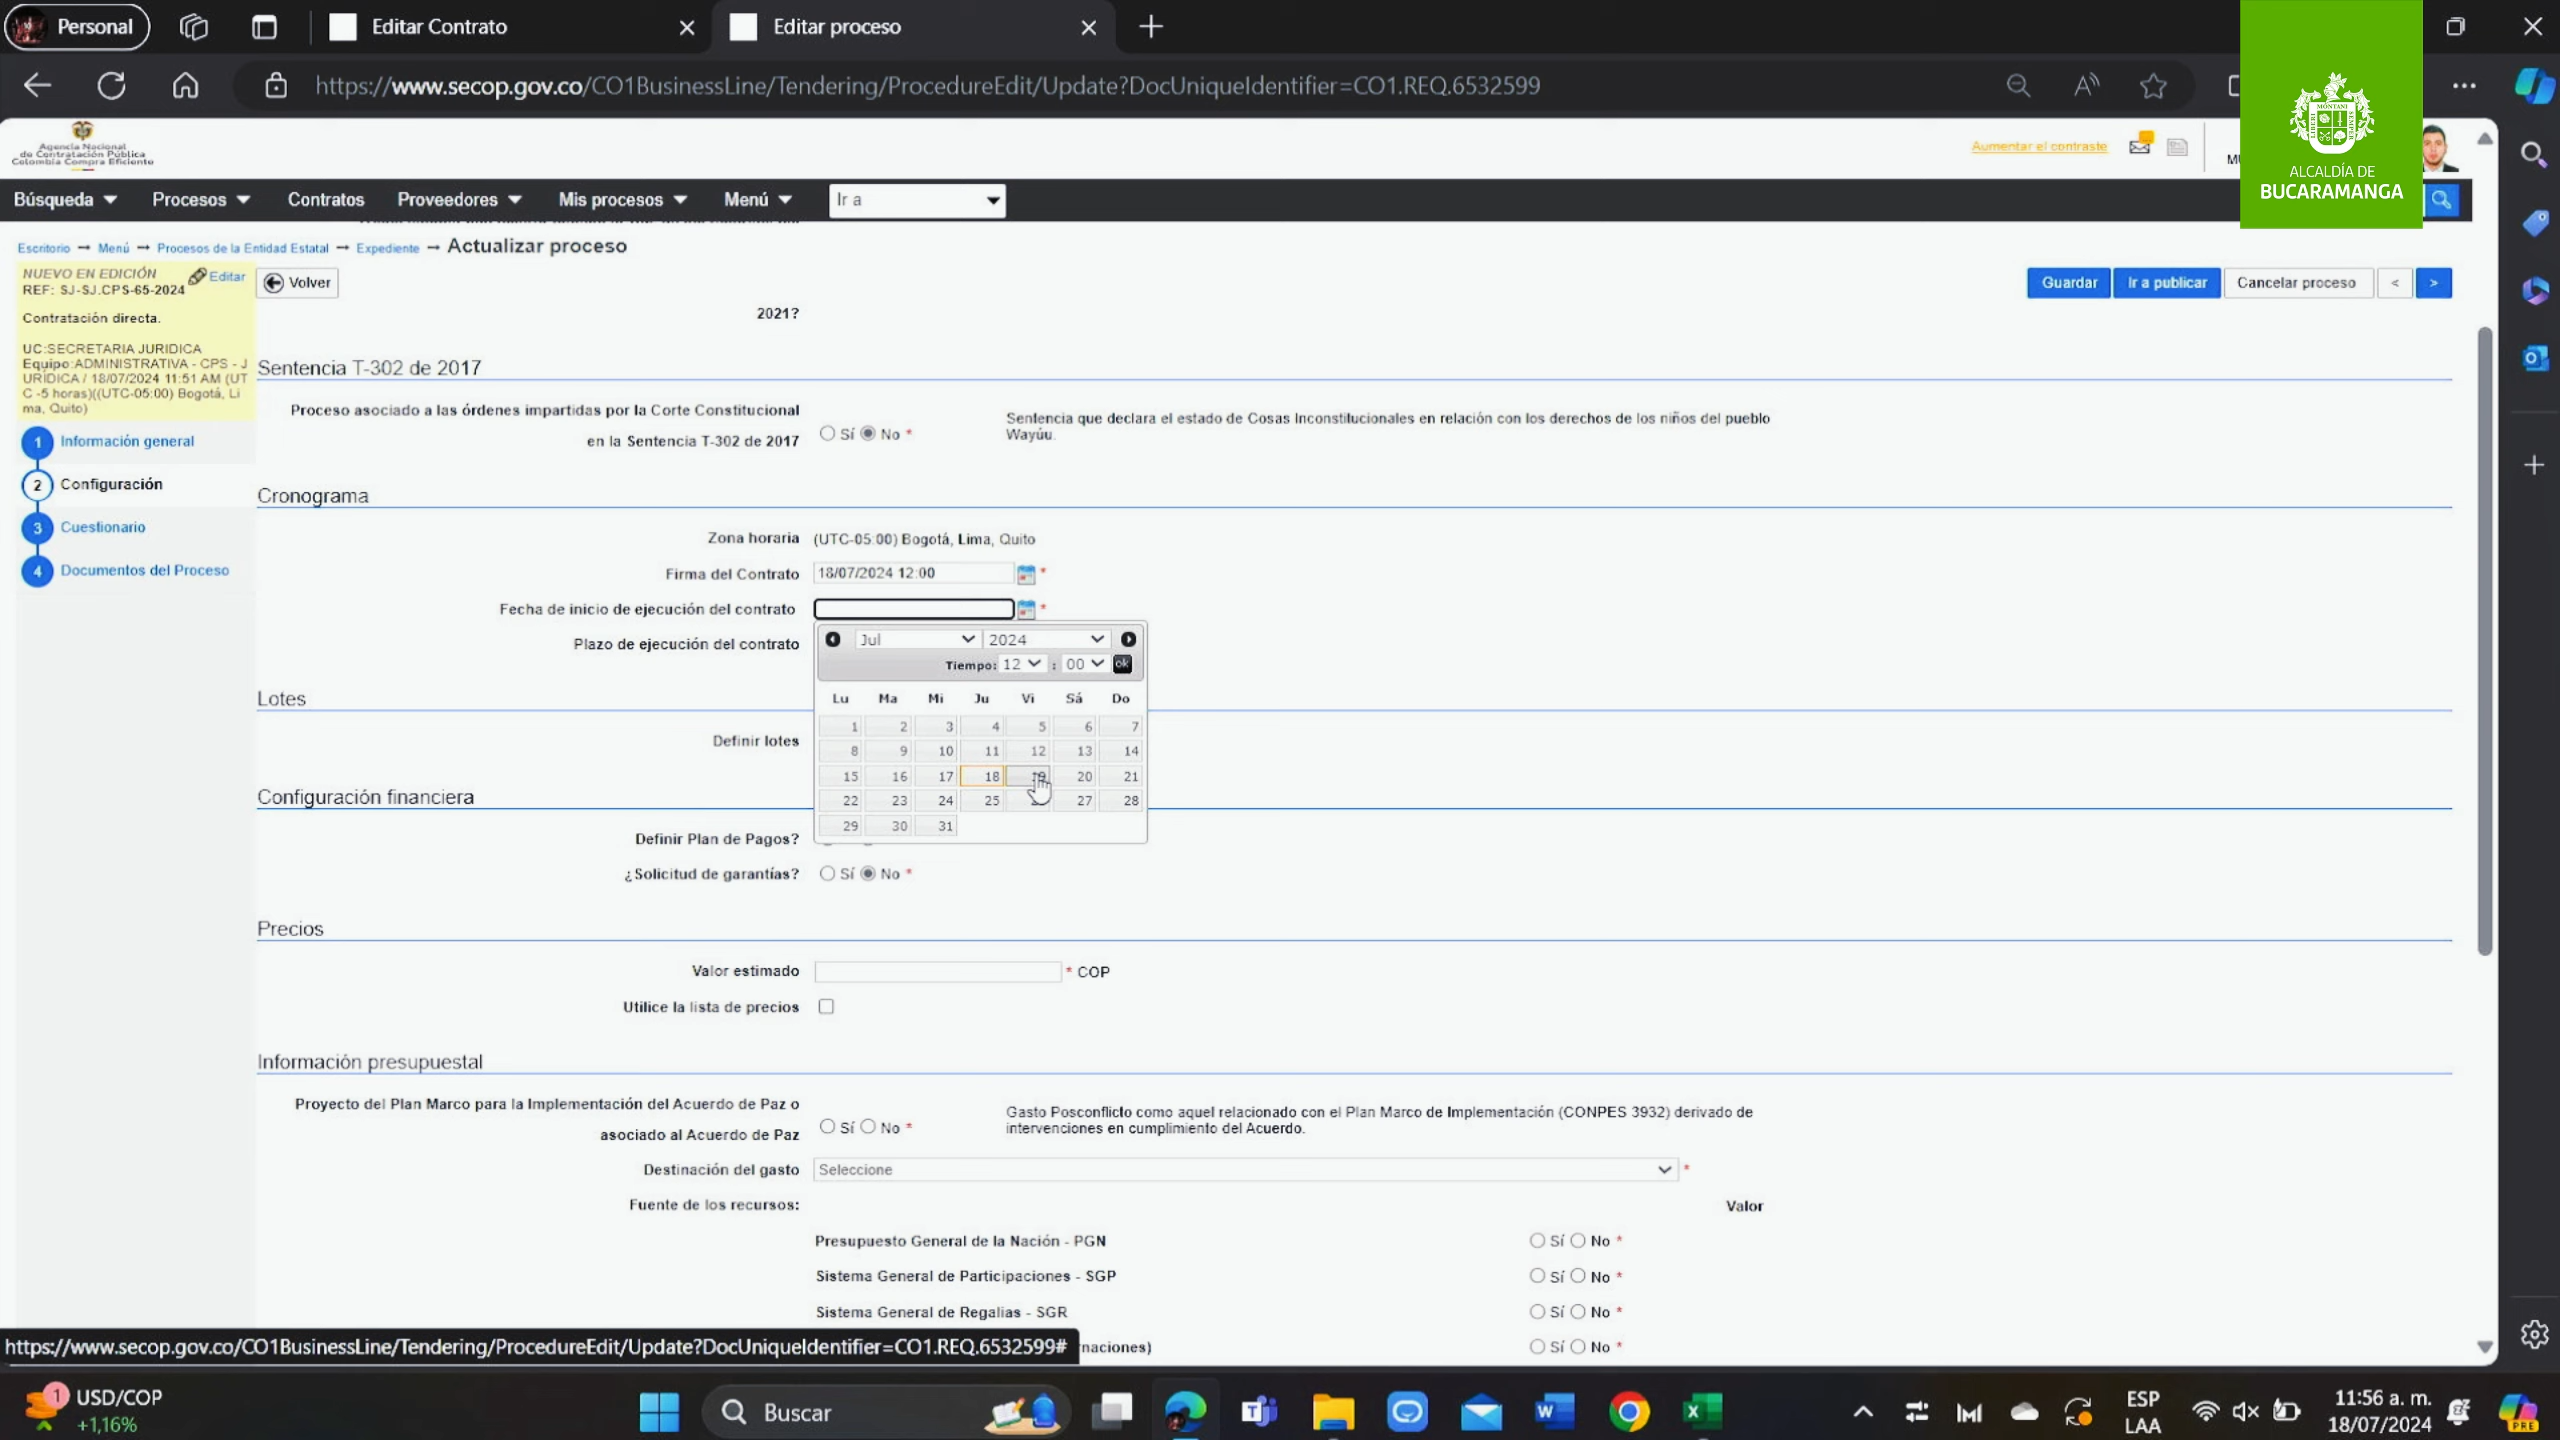 Personal
Editar Contrato
Editar proceso
https://www.secop.gov.co/CO1BusinessLine/Tendering/ProcedureEdit/Update?DocUniqueIdentifier=CO1.REQ.6532599
ALCALDÍA DE
BUCARAMANGA
Agencia Nacional
de Contratación Pública
Colombia Compra Eficiente
Aumentar el contraste
Búsqueda
Procesos
Contratos
Proveedores
Mis procesos
Menú
Ir a
Escritorio → Menú → Procesos de la Entidad Estatal → Expediente → Actualizar proceso
NUEVO EN EDICIÓN
Editar
REF: SJ-SJ.CPS-65-2024
Contratación directa.
UC:SECRETARIA JURIDICA
Equipo:ADMINISTRATIVA - CPS - J
URIDICA / 18/07/2024 11:51 AM (UT
C -5 horas)((UTC-05:00) Bogotá, Li
ma, Quito)
1 Información general
2 Configuración
3 Cuestionario
4 Documentos del Proceso
Volver
Guardar
Ir a publicar
Cancelar proceso
<
>
2021?
Sentencia T-302 de 2017
Proceso asociado a las órdenes impartidas por la Corte Constitucional
en la Sentencia T-302 de 2017
Sí No *
Sentencia que declara el estado de Cosas Inconstitucionales en relación con los derechos de los niños del pueblo
Wayúu.
Cronograma
Zona horaria (UTC-05:00) Bogotá, Lima, Quito
Firma del Contrato 18/07/2024 12:00 *
Fecha de inicio de ejecución del contrato *
Plazo de ejecución del contrato
Jul 2024
Tiempo: 12 : 00 ok
Lu Ma Mi Ju Vi Sá Do
1 2 3 4 5 6 7
8 9 10 11 12 13 14
15 16 17 18 19 20 21
22 23 24 25 27 28
29 30 31
Lotes
Definir lotes
Configuración financiera
Definir Plan de Pagos?
¿Solicitud de garantías? Sí No *
Precios
Valor estimado * COP
Utilice la lista de precios
Información presupuestal
Proyecto del Plan Marco para la Implementación del Acuerdo de Paz o
asociado al Acuerdo de Paz
Sí No *
Gasto Posconflicto como aquel relacionado con el Plan Marco de Implementación (CONPES 3932) derivado de
intervenciones en cumplimiento del Acuerdo.
Destinación del gasto Seleccione *
Fuente de los recursos:
Valor
Presupuesto General de la Nación - PGN Sí No *
Sistema General de Participaciones - SGP Sí No *
Sistema General de Regalías - SGR Sí No *
naciones) Sí No *
https://www.secop.gov.co/CO1BusinessLine/Tendering/ProcedureEdit/Update?DocUniqueIdentifier=CO1.REQ.6532599#
1
USD/COP
+1,16%
Buscar
ESP
LAA
11:56 a. m.
18/07/2024
PRE